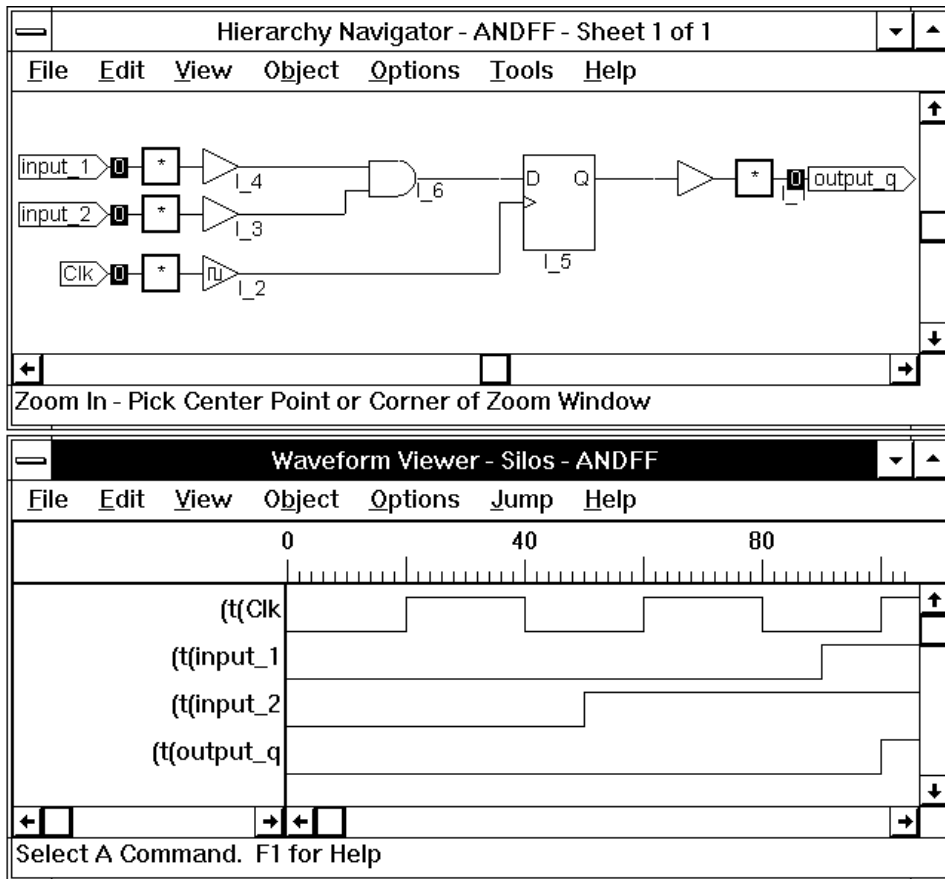 Hierarchy Navigator - ANDFF - Sheet 1 of 1
File Edit View Object Options Tools Help
input_1 0 * I_4 I_6 D Q * 0 output_q
input_2 0 * I_3
Clk 0 * I_2 I_5
Zoom In - Pick Center Point or Corner of Zoom Window
Waveform Viewer - Silos - ANDFF
File Edit View Object Options Jump Help
0 40 80
(t(Clk
(t(input_1
(t(input_2
(t(output_q
Select A Command. F1 for Help